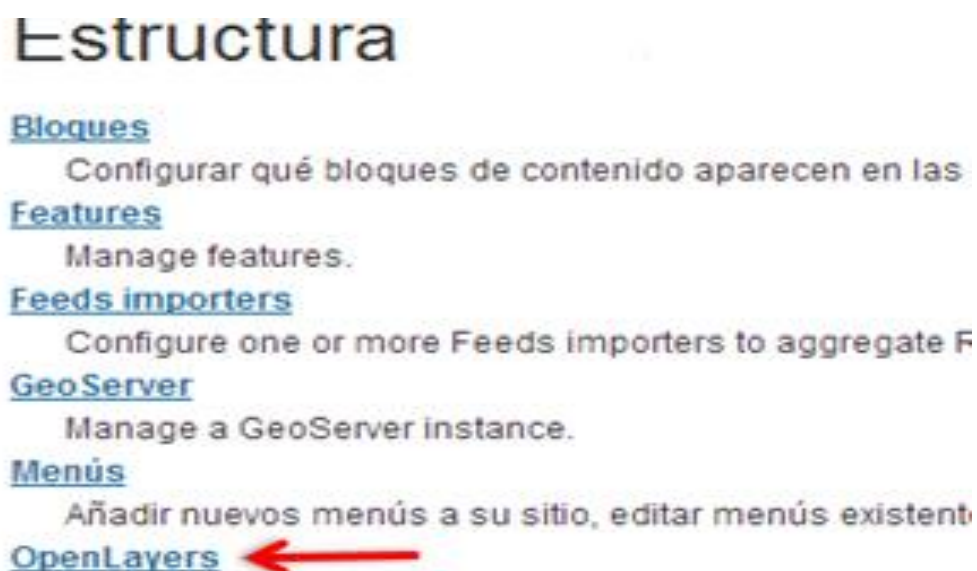 Estructura
Bloques
Configurar qué bloques de contenido aparecen en las
Features
Manage features.
Feeds importers
Configure one or more Feeds importers to aggregate
GeoServer
Manage a GeoServer instance.
Menús
Añadir nuevos menús a su sitio, editar menús
OpenLayers